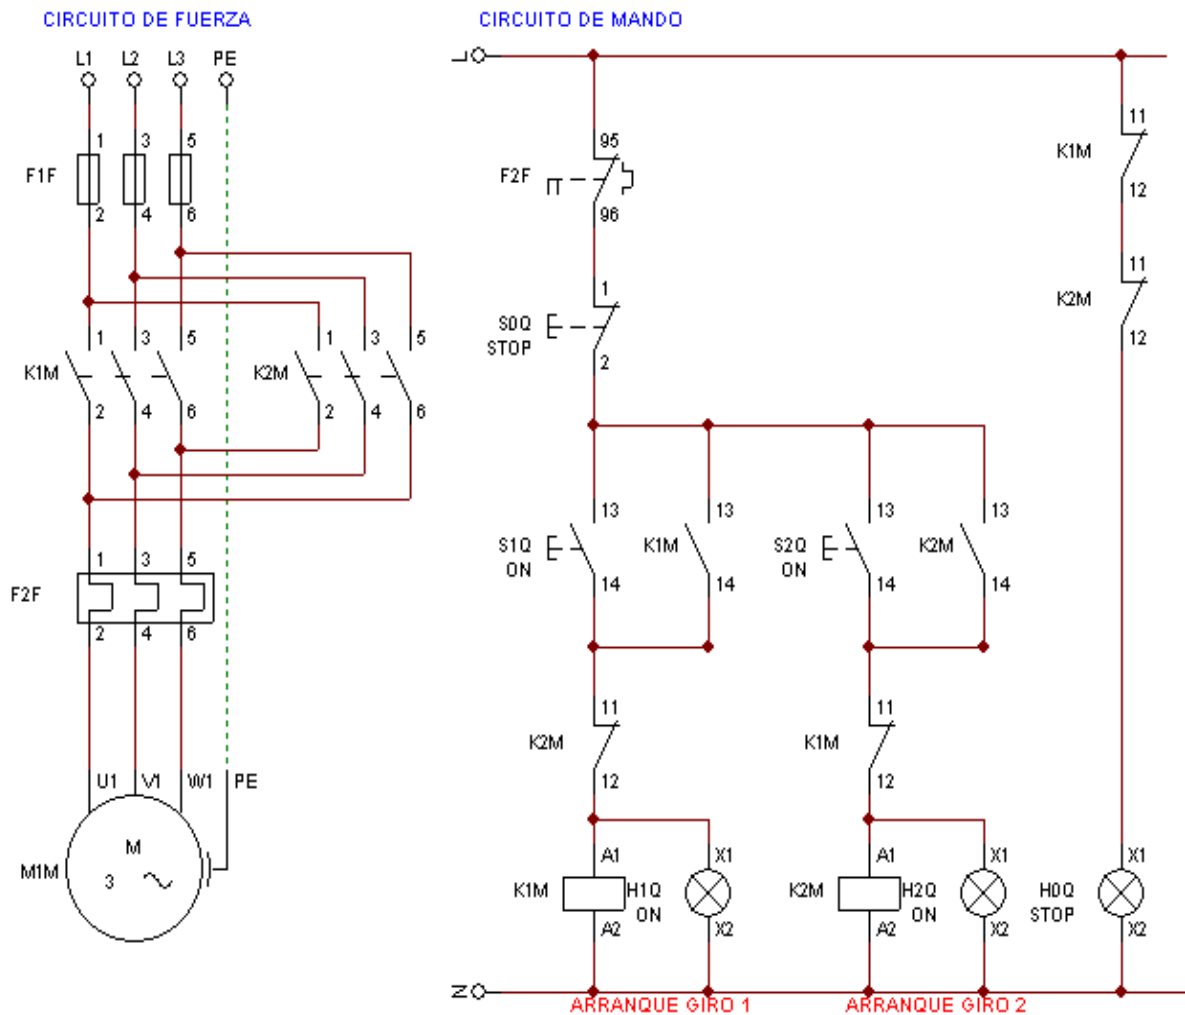 CIRCUITO DE FUERZA
CIRCUITO DE MANDO
L1 L2 L3 PE
L
1 3 5
F1F
2 4 6
1 3 5
K1M
2 4 6
1 3 5
K2M
2 4 6
1 3 5
F2F
2 4 6
U1 V1 W1 PE
M
3
M1M
95
F2F
96
1
S0Q
STOP
2
13
S1Q
ON
14
13
K1M
14
13
S2Q
ON
14
13
K2M
14
11
K2M
12
11
K1M
12
A1
K1M
A2
X1
H1Q
ON
X2
A1
K2M
A2
X1
H2Q
ON
X2
11
K1M
12
11
K2M
12
X1
H0Q
STOP
X2
N
ARRANQUE GIRO 1
ARRANQUE GIRO 2